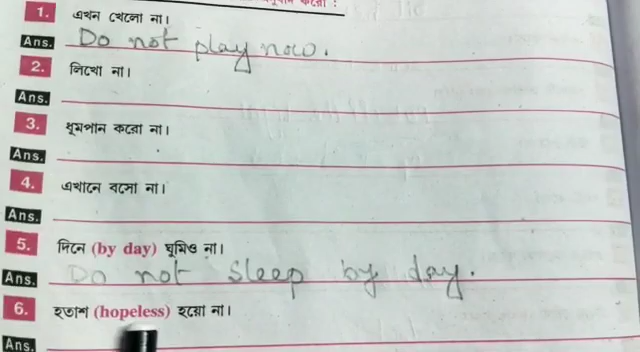 1. এখন খেলো না।
Ans. Do not play now.
2. লিখো না।
Ans.
3. ধূমপান করো না।
Ans.
4. এখানে বসো না।
Ans.
5. দিনে (by day) ঘুমিও না।
Ans. Do not sleep by day.
6. হতাশ (hopeless) হয়ো না।
Ans.